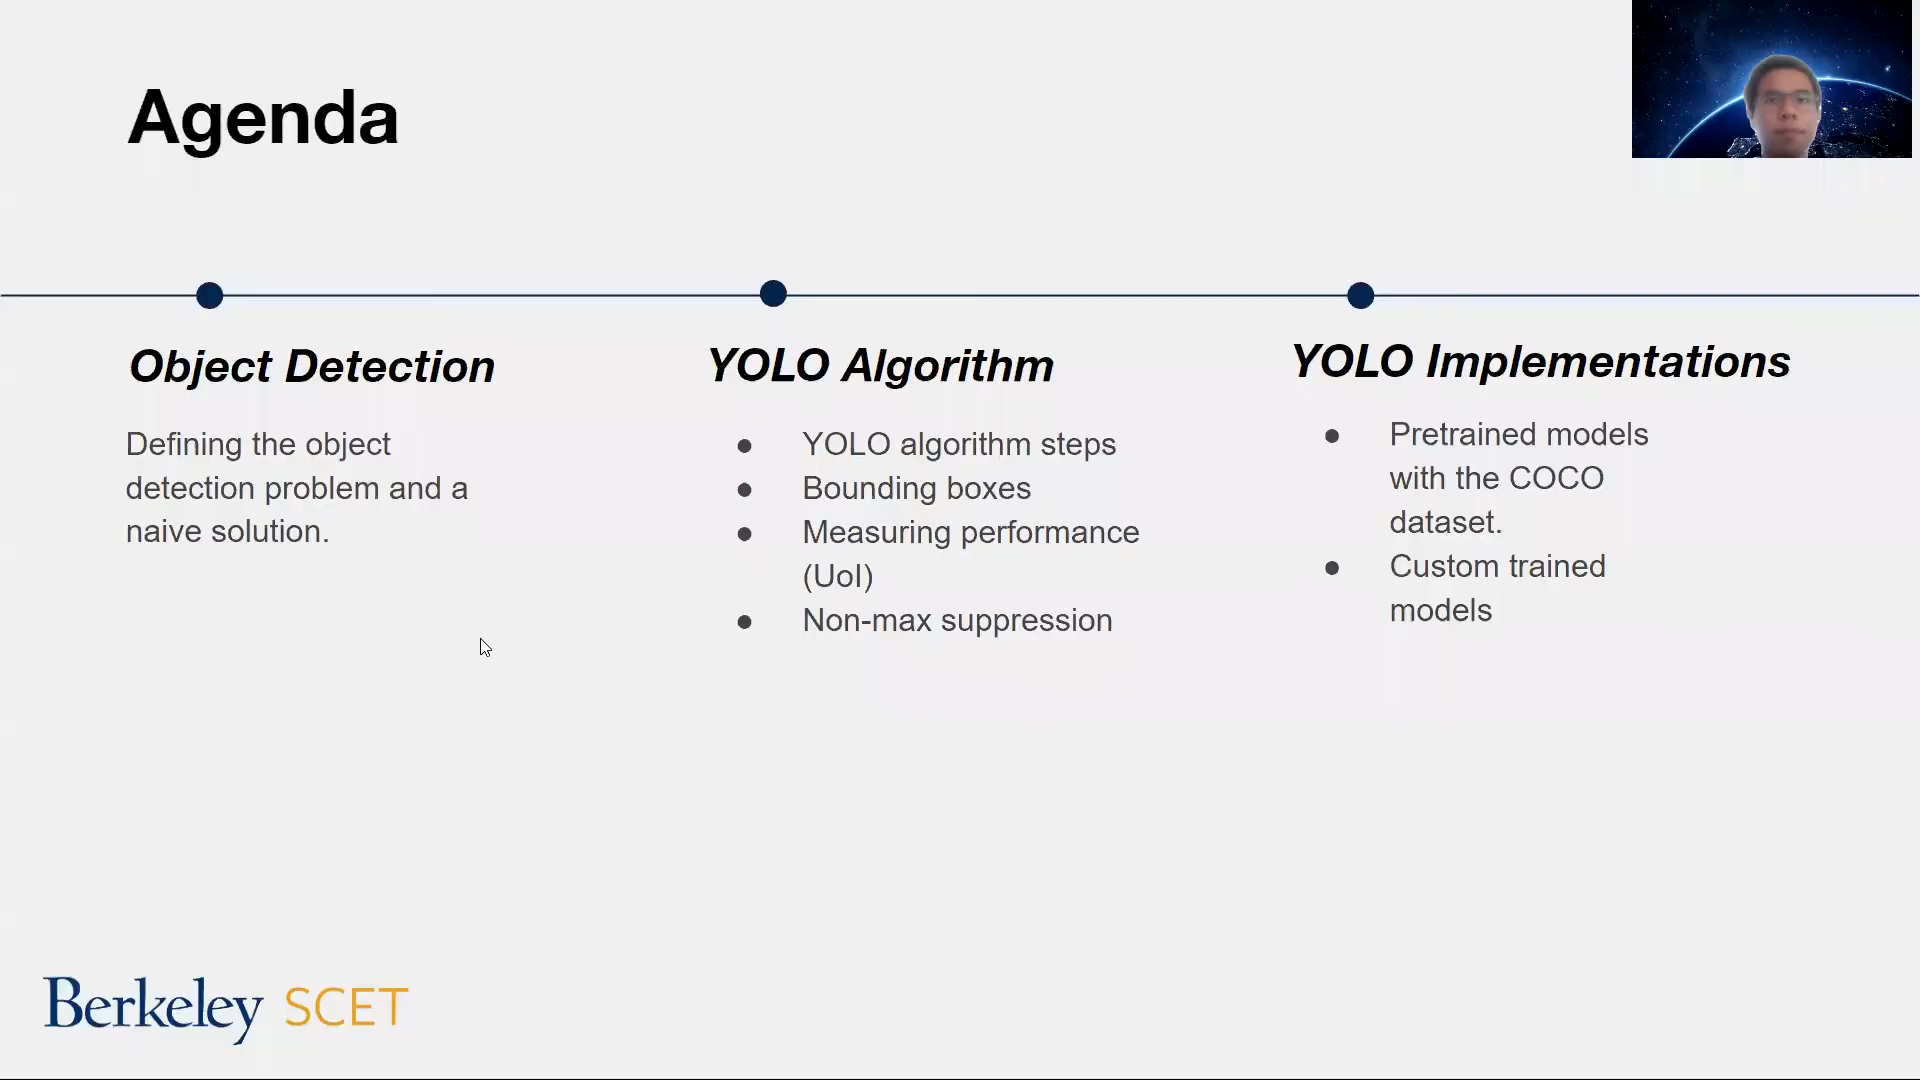 Agenda
Object Detection
Defining the object
detection problem and a
naive solution.
YOLO Algorithm
● YOLO algorithm steps
● Bounding boxes
● Measuring performance
(UoI)
● Non-max suppression
YOLO Implementations
● Pretrained models
with the COCO
dataset.
● Custom trained
models
Berkeley SCET